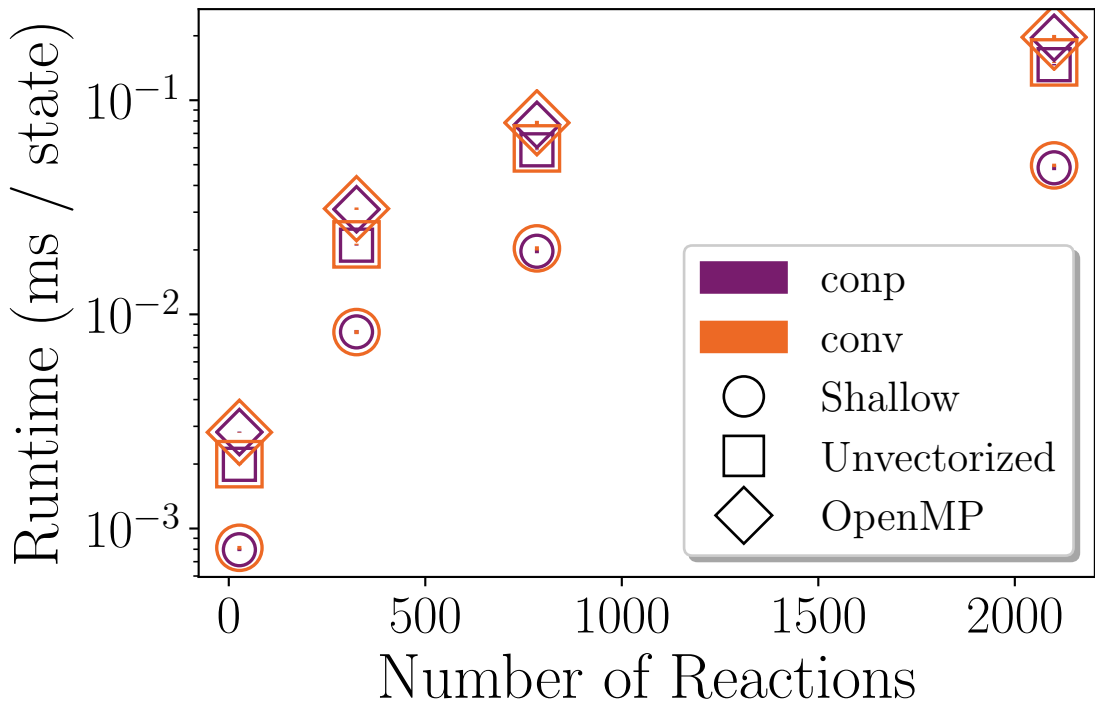 Runtime (ms / state)
10⁻¹
10⁻²
10⁻³
conp
conv
Shallow
Unvectorized
OpenMP
0 500 1000 1500 2000
Number of Reactions